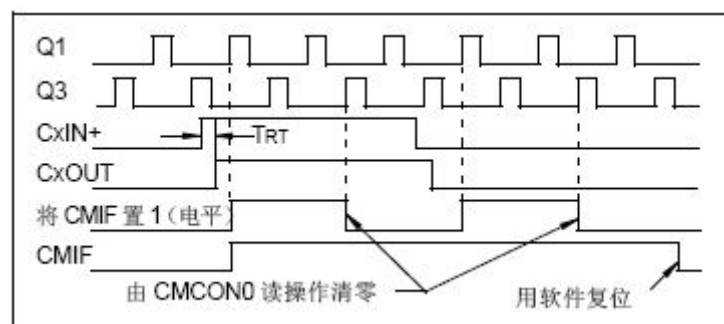 Q1
Q3
CxIN+
TRT
CxOUT
将 CMIF 置 1（电平）
CMIF
由 CMCON0 读操作清零
用软件复位